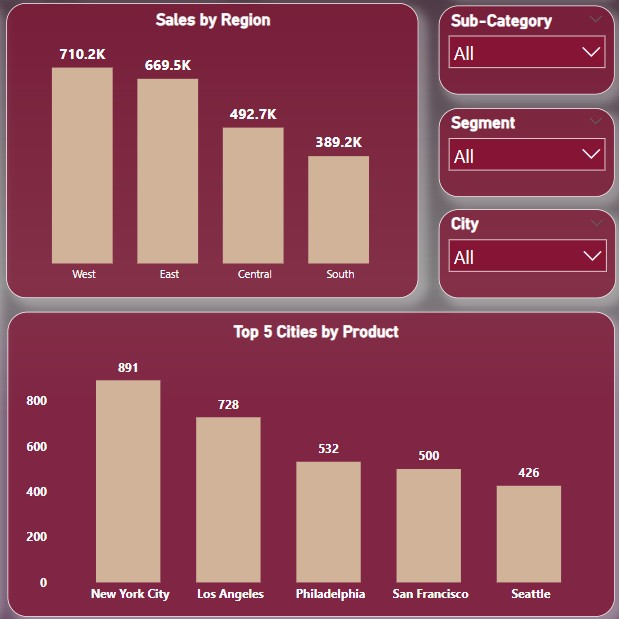 Sales by Region
710.2K
669.5K
492.7K
389.2K
West
East
Central
South
Sub-Category
All
Segment
All
City
All
Top 5 Cities by Product
800
600
400
200
0
891
728
532
500
426
New York City
Los Angeles
Philadelphia
San Francisco
Seattle